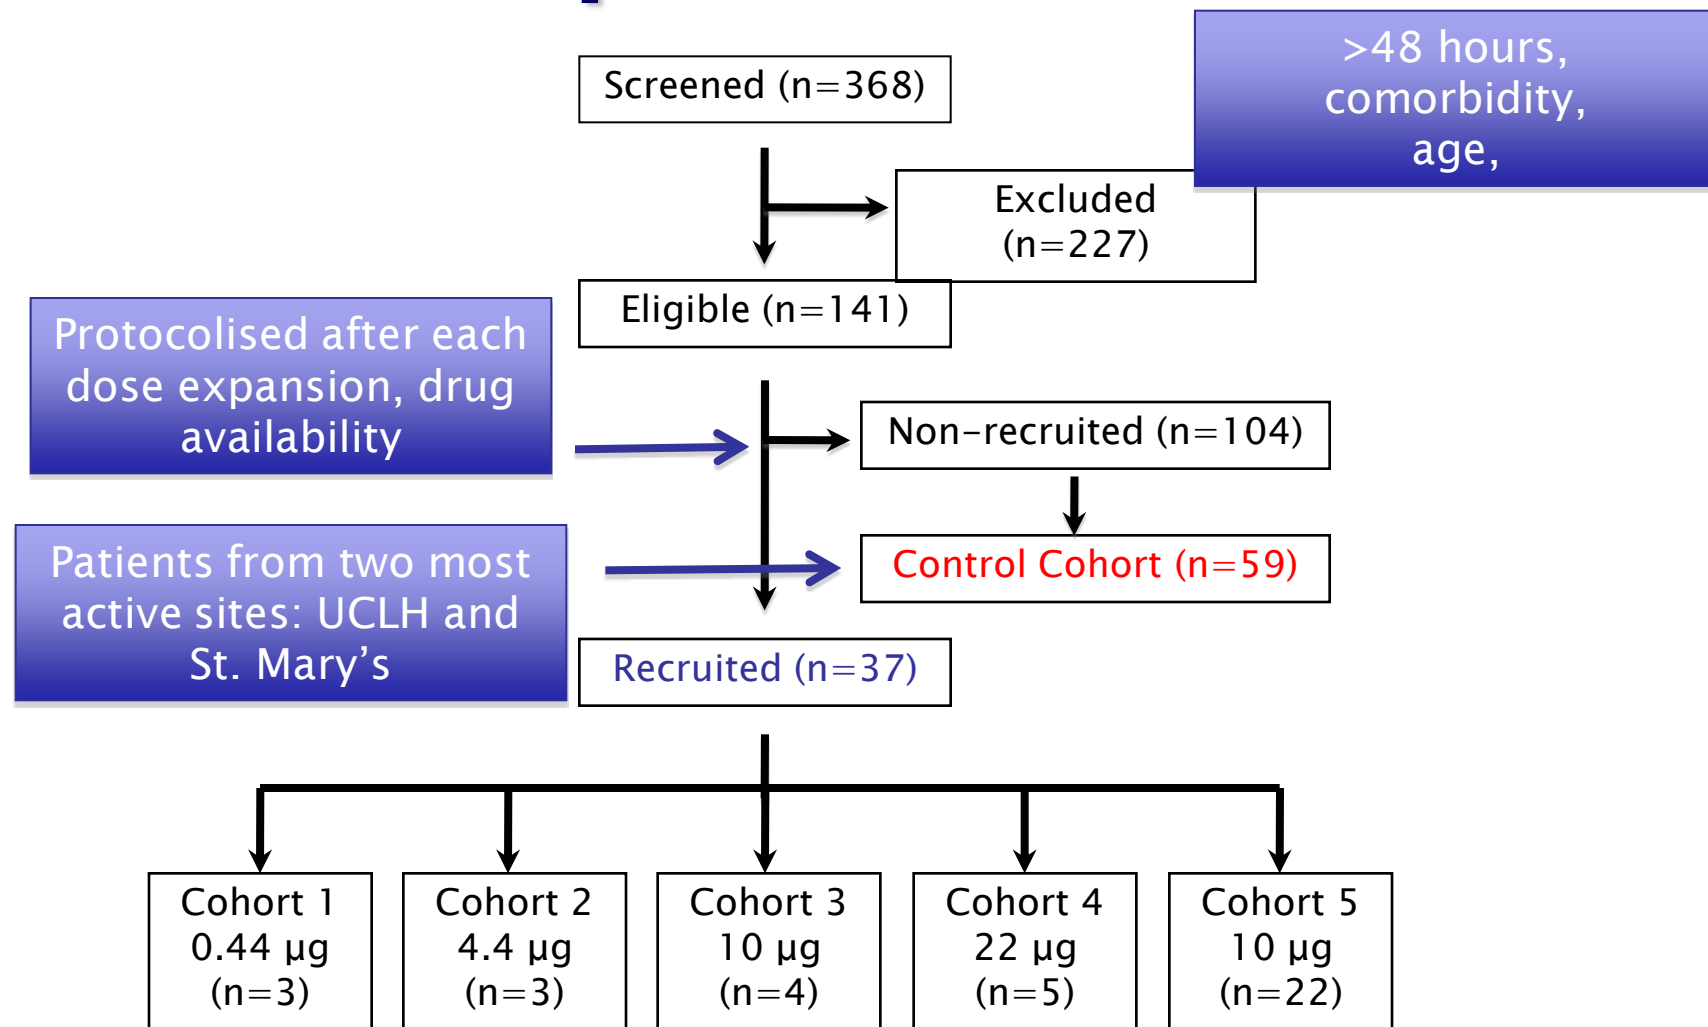 Screened (n=368)
>48 hours,
comorbidity,
age,
Excluded
(n=227)
Eligible (n=141)
Protocolised after each
dose expansion, drug
availability
Non-recruited (n=104)
Patients from two most
active sites: UCLH and
St. Mary’s
Control Cohort (n=59)
Recruited (n=37)
Cohort 1
0.44 µg
(n=3)
Cohort 2
4.4 µg
(n=3)
Cohort 3
10 µg
(n=4)
Cohort 4
22 µg
(n=5)
Cohort 5
10 µg
(n=22)